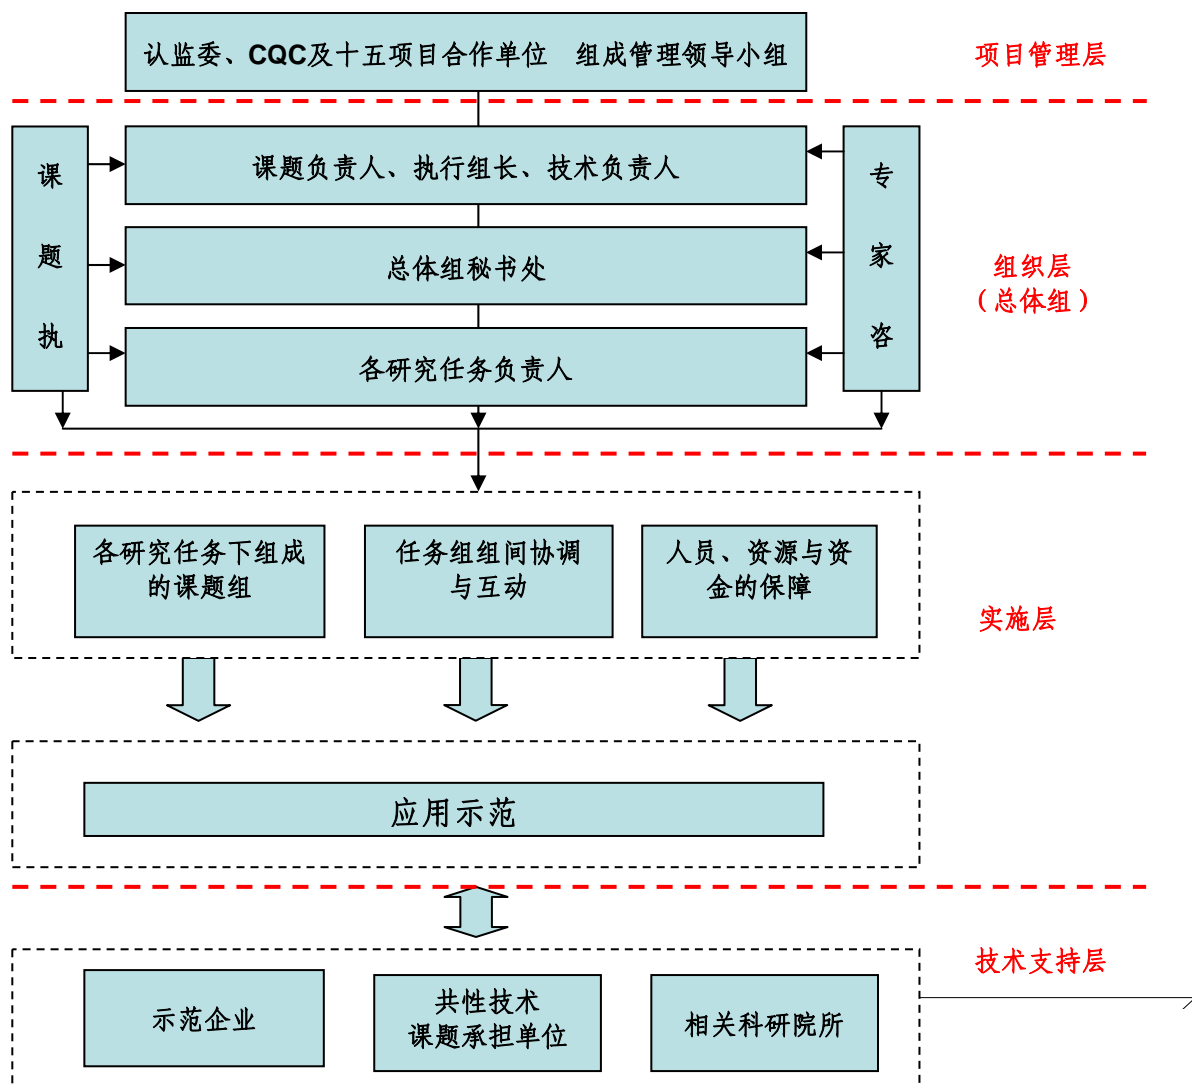 认监委、CQC及十五项目合作单位 组成管理领导小组
项目管理层
课
题
执
课题负责人、执行组长、技术负责人
总体组秘书处
各研究任务负责人
专
家
咨
组织层
（总体组）
各研究任务下组成
的课题组
任务组组间协调
与互动
人员、资源与资
金的保障
实施层
应用示范
技术支持层
示范企业
共性技术
课题承担单位
相关科研院所